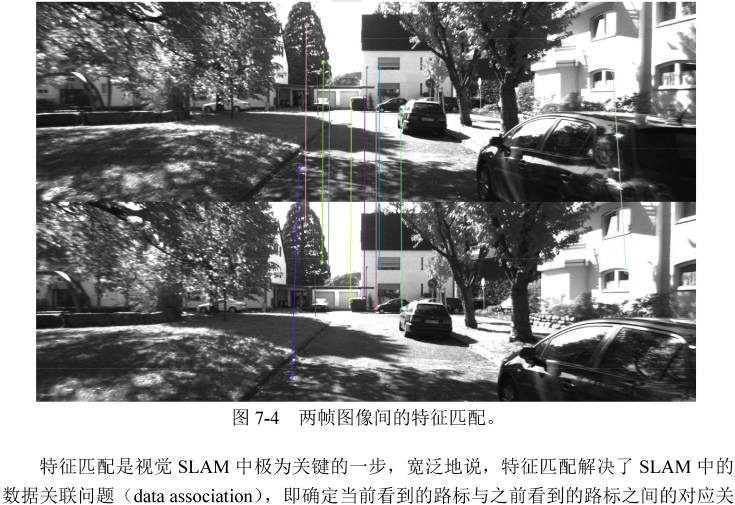 图 7-4 两帧图像间的特征匹配。
特征匹配是视觉 SLAM 中极为关键的一步，宽泛地说，特征匹配解决了 SLAM 中的
数据关联问题（data association），即确定当前看到的路标与之前看到的路标之间的对应关